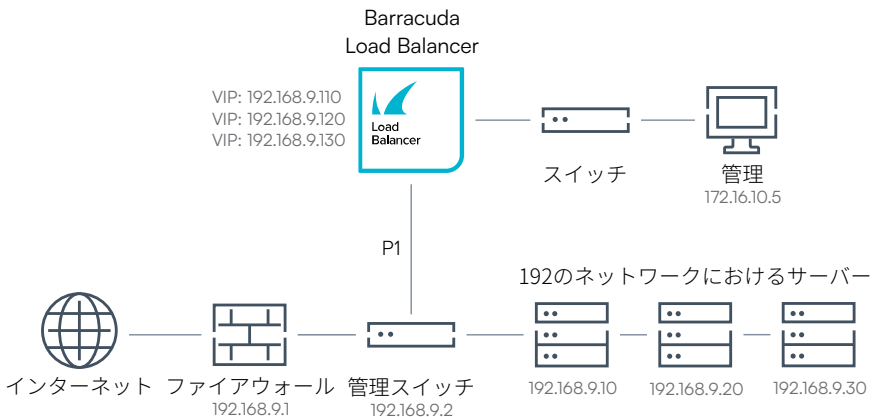 Barracuda
Load Balancer
VIP: 192.168.9.110
VIP: 192.168.9.120
VIP: 192.168.9.130
Load
Balancer
スイッチ
管理
172.16.10.5
P1
192のネットワークにおけるサーバー
インターネット
ファイアウォール
192.168.9.1
管理スイッチ
192.168.9.2
192.168.9.10
192.168.9.20
192.168.9.30